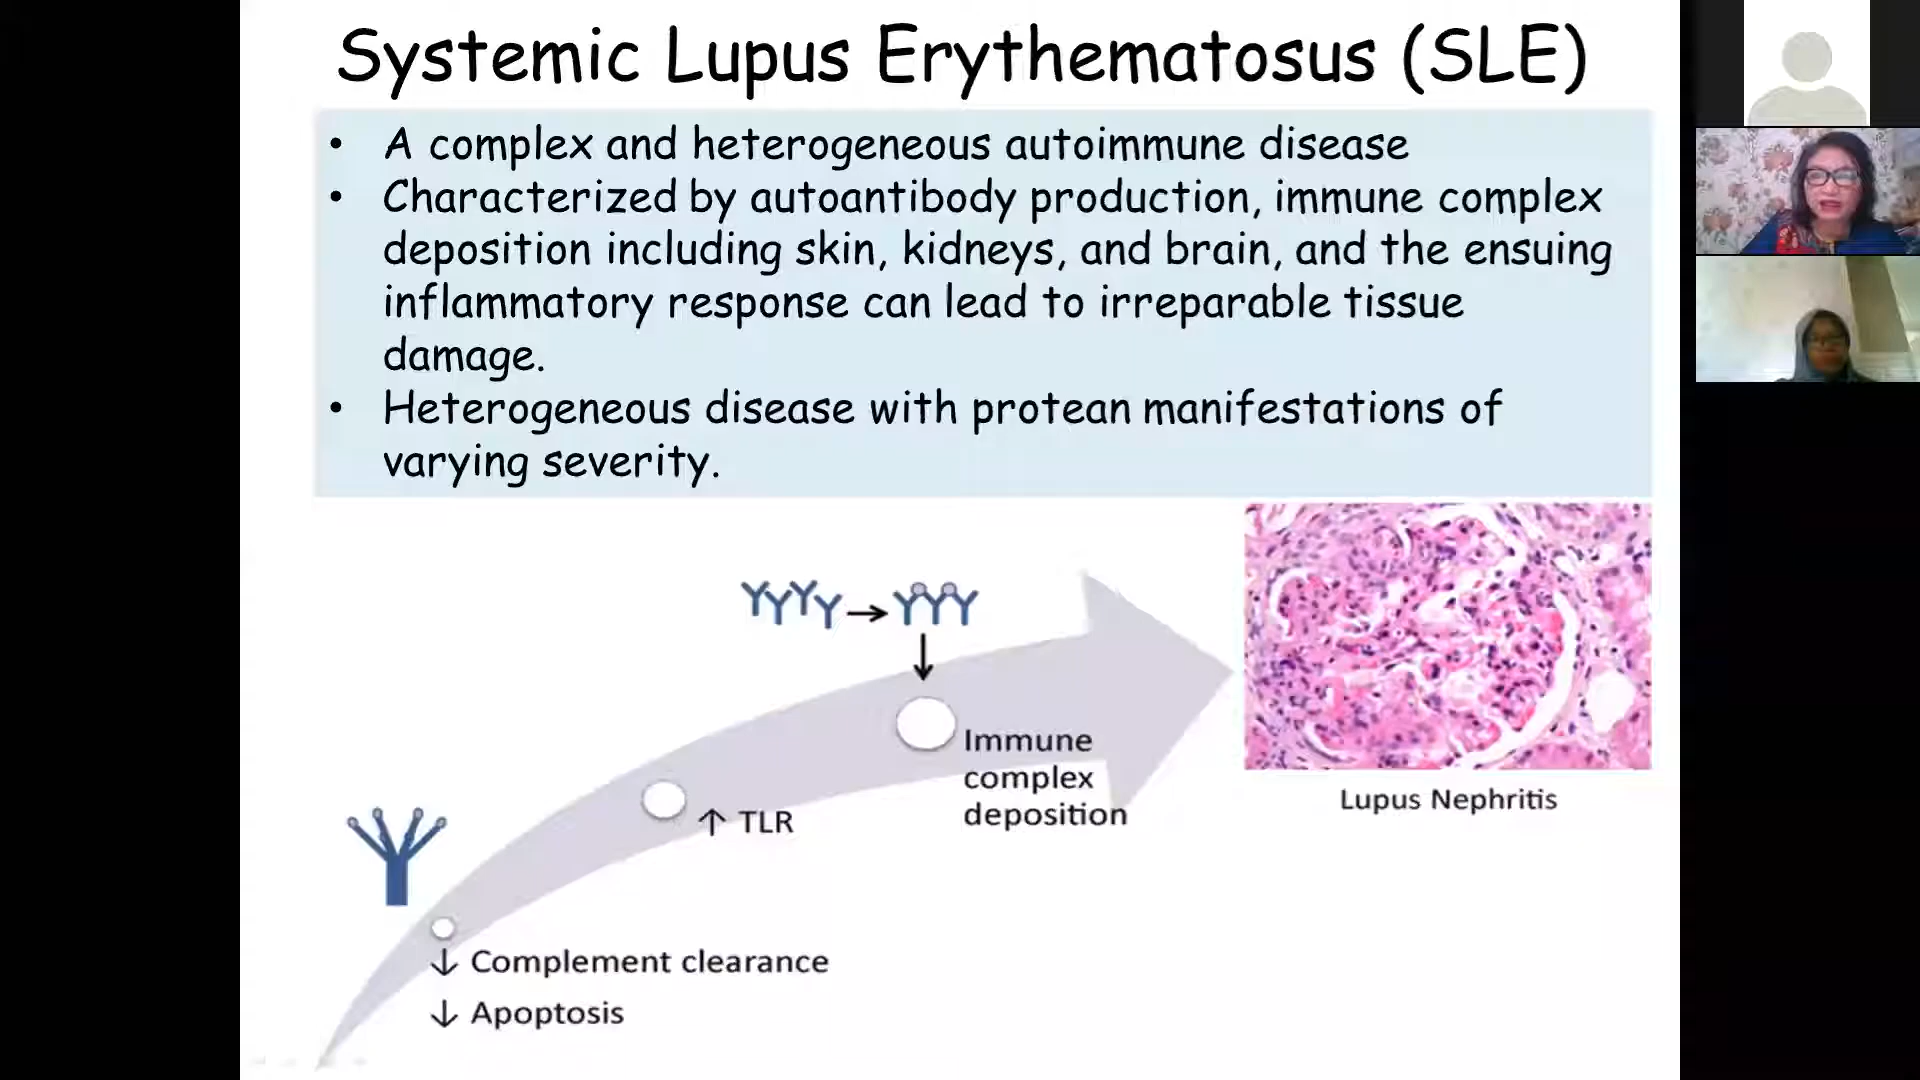 Systemic Lupus Erythematosus (SLE)
• A complex and heterogeneous autoimmune disease
• Characterized by autoantibody production, immune complex
deposition including skin, kidneys, and brain, and the ensuing
inflammatory response can lead to irreparable tissue
damage.
• Heterogeneous disease with protean manifestations of
varying severity.
Immune
complex
deposition
Lupus Nephritis
↑ TLR
↓ Complement clearance
↓ Apoptosis